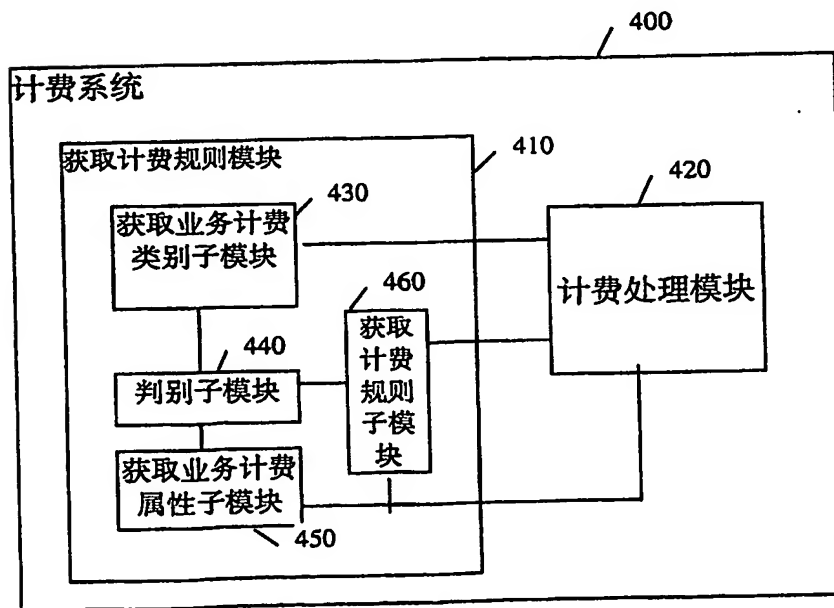 400
计费系统
获取计费规则模块
410
420
430
获取业务计费
类别子模块
460
计费处理模块
获取
计费
规则
子模
块
440
判别子模块
获取业务计费
属性子模块
450